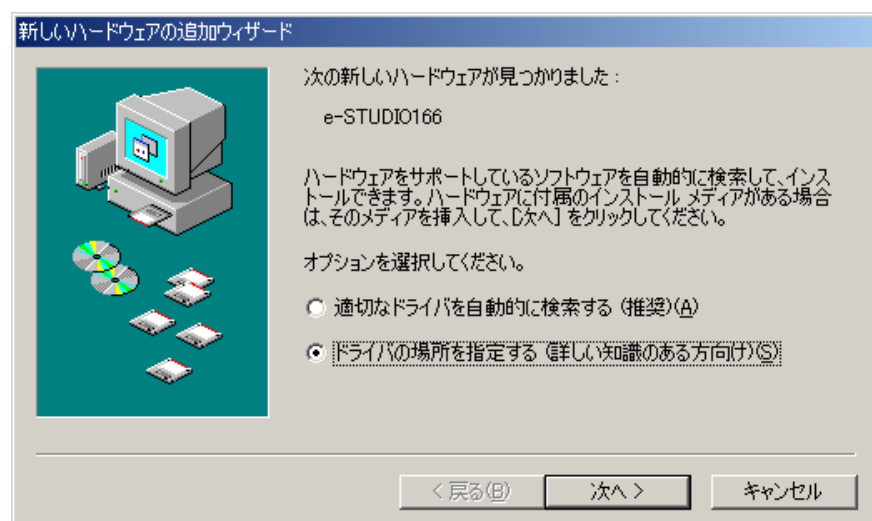 新しいハードウェアの追加ウィザード
次の新しいハードウェアが見つかりました：
e-STUDIO166
ハードウェアをサポートしているソフトウェアを自動的に検索して、インス
トールできます。ハードウェアに付属のインストール メディアがある場合
は、そのメディアを挿入して、[次へ] をクリックしてください。
オプションを選択してください。
適切なドライバを自動的に検索する (推奨)(A)
ドライバの場所を指定する (詳しい知識のある方向け)(S)
< 戻る(B)
次へ >
キャンセル